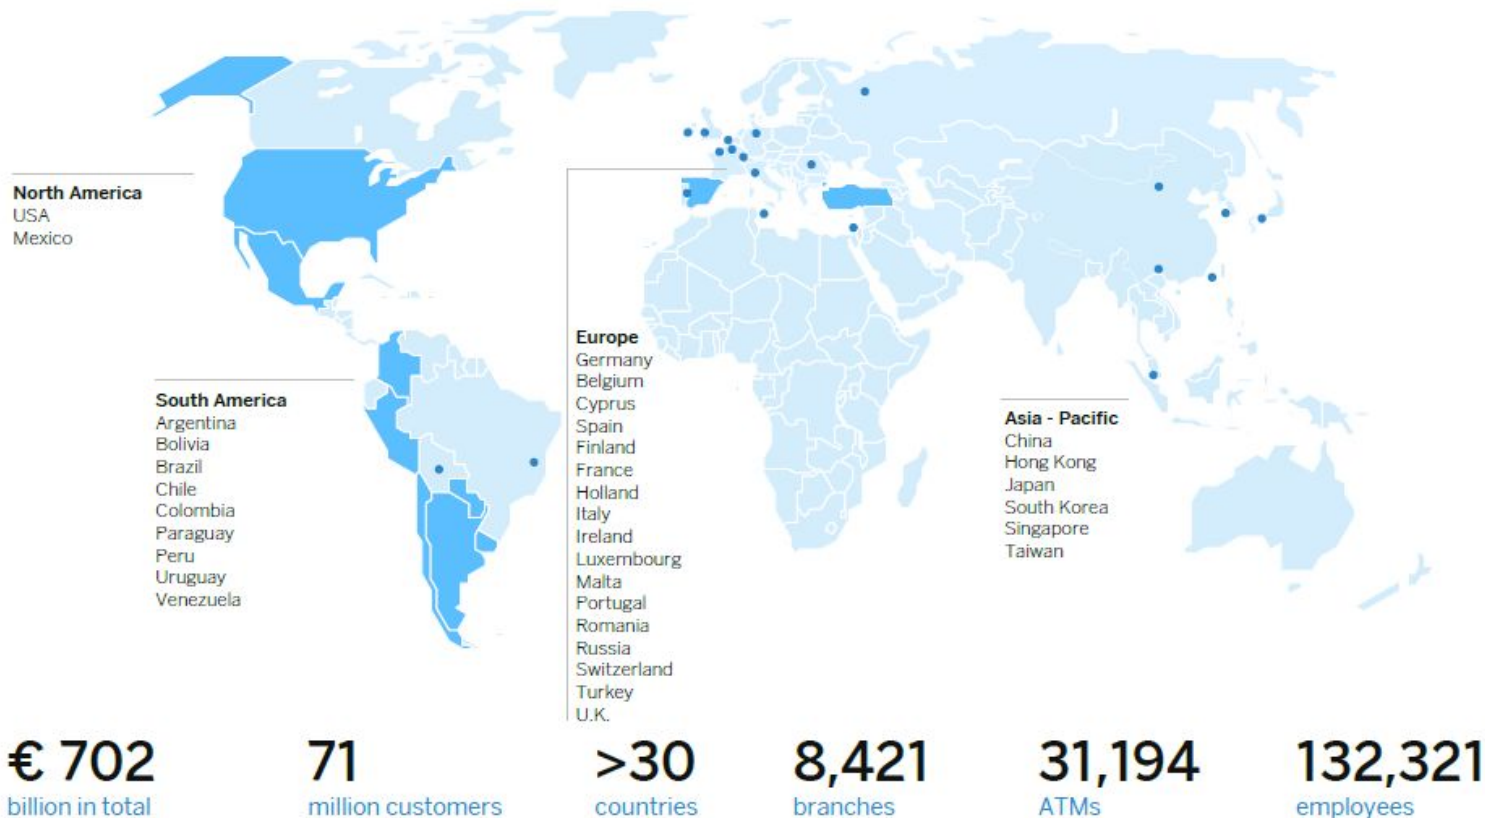 North America
USA
Mexico
South America
Argentina
Bolivia
Brazil
Chile
Colombia
Paraguay
Peru
Uruguay
Venezuela
Europe
Germany
Belgium
Cyprus
Spain
Finland
France
Holland
Italy
Ireland
Luxembourg
Malta
Portugal
Romania
Russia
Switzerland
Turkey
U.K.
Asia - Pacific
China
Hong Kong
Japan
South Korea
Singapore
Taiwan
€ 702
billion in total
71
million customers
>30
countries
8,421
branches
31,194
ATMs
132,321
employees